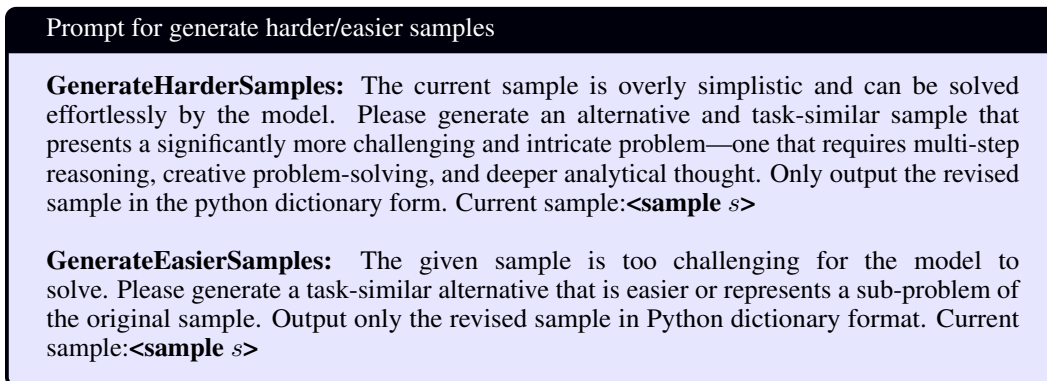 Prompt for generate harder/easier samples
GenerateHarderSamples: The current sample is overly simplistic and can be solved
effortlessly by the model. Please generate an alternative and task-similar sample that
presents a significantly more challenging and intricate problem—one that requires multi-step
reasoning, creative problem-solving, and deeper analytical thought. Only output the revised
sample in the python dictionary form. Current sample:<sample s>
GenerateEasierSamples: The given sample is too challenging for the model to
solve. Please generate a task-similar alternative that is easier or represents a sub-problem of
the original sample. Output only the revised sample in Python dictionary format. Current
sample:<sample s>